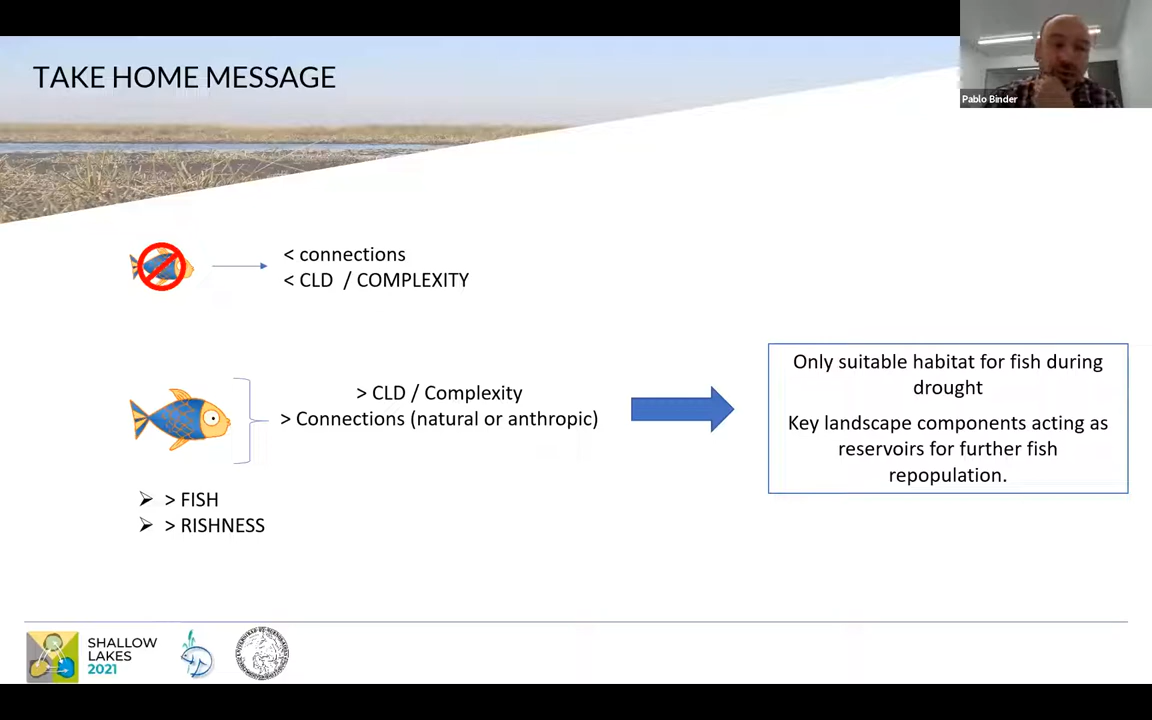 TAKE HOME MESSAGE
Pablo Binder
< connections
< CLD / COMPLEXITY
> CLD / Complexity
> Connections (natural or anthropic)
Only suitable habitat for fish during
drought
Key landscape components acting as
reservoirs for further fish
repopulation.
> FISH
> RISHNESS
SHALLOW
LAKES
2021